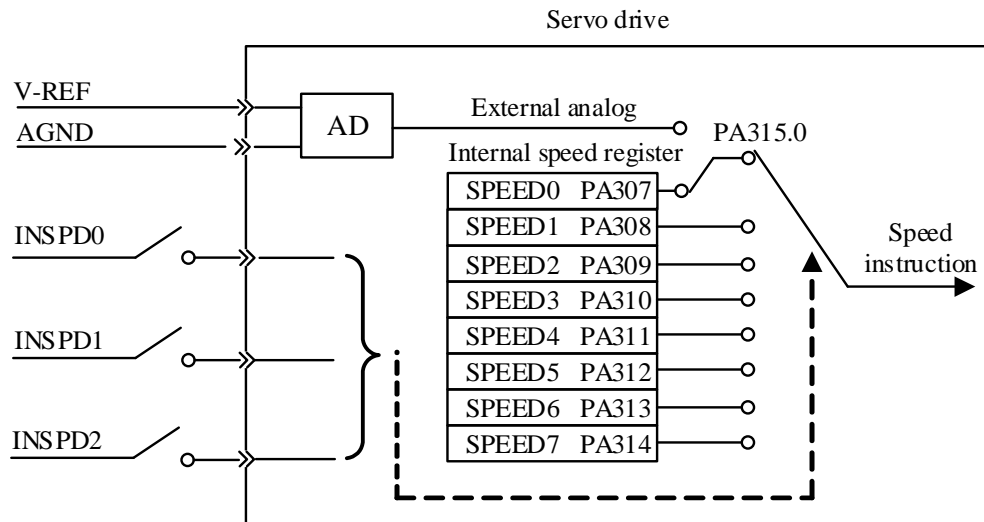 Servo drive
V-REF
AGND
AD
External analog
PA315.0
Internal speed register
SPEED0 PA307
SPEED1 PA308
SPEED2 PA309
SPEED3 PA310
SPEED4 PA311
SPEED5 PA312
SPEED6 PA313
SPEED7 PA314
INSPD0
INSPD1
INSPD2
Speed
instruction